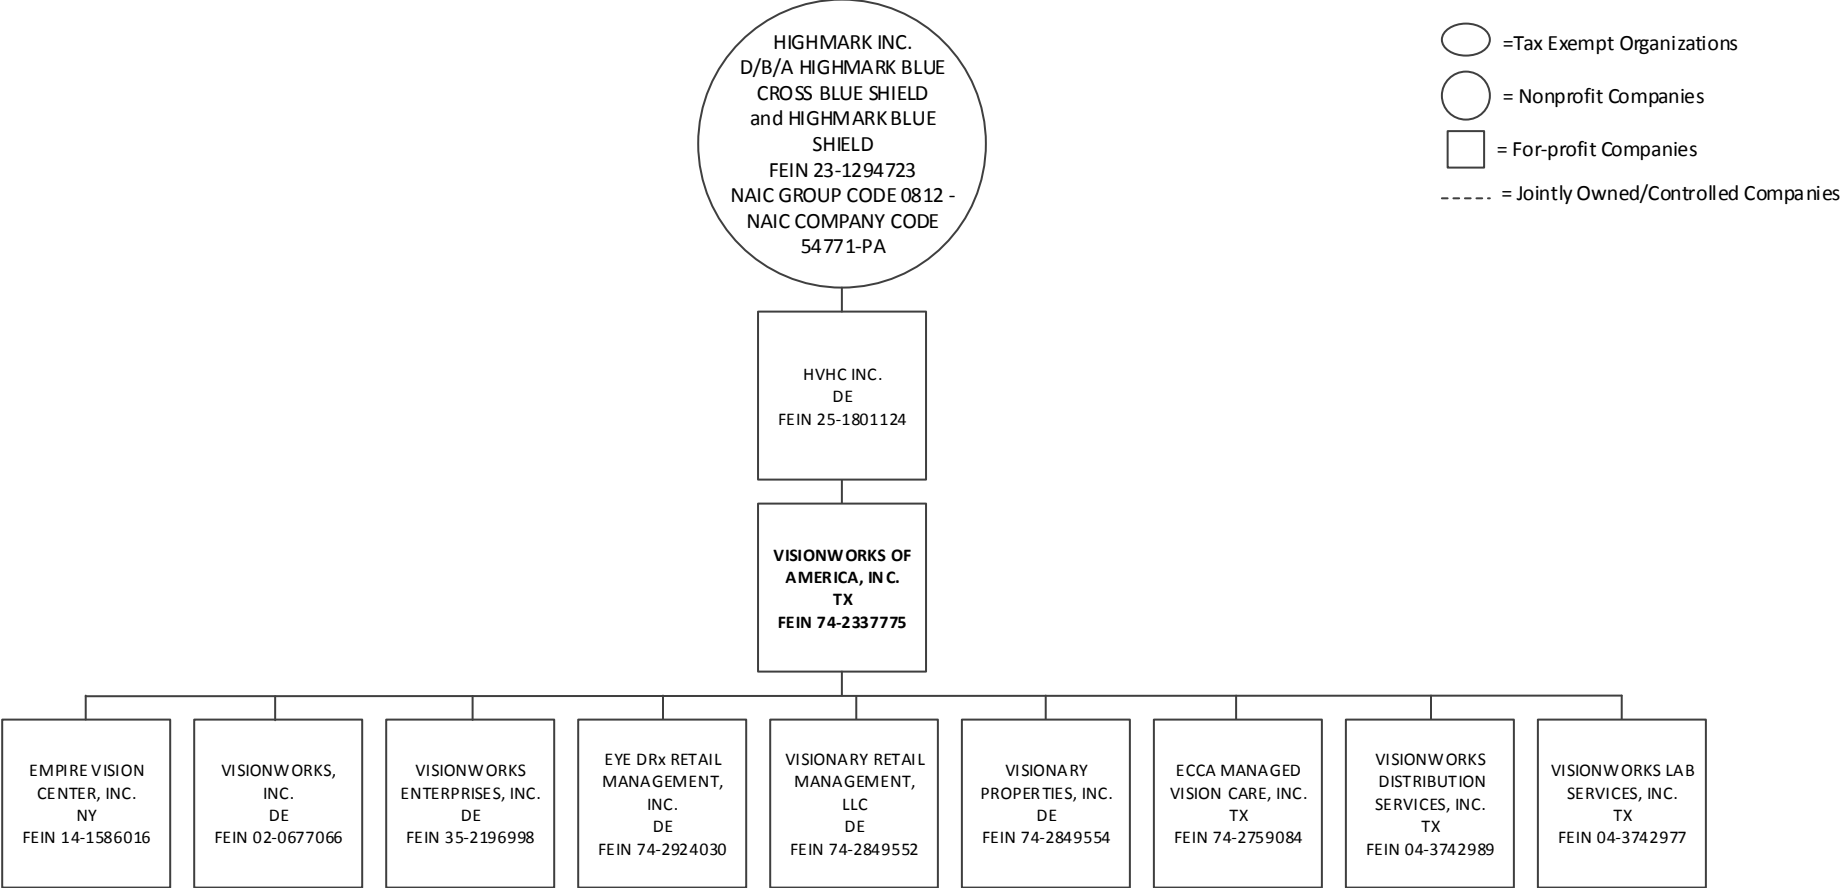 HIGHMARK INC.
D/B/A HIGHMARK BLUE
CROSS BLUE SHIELD
and HIGHMARK BLUE
SHIELD
FEIN 23-1294723
NAIC GROUP CODE 0812 -
NAIC COMPANY CODE
54771-PA
=Tax Exempt Organizations
= Nonprofit Companies
= For-profit Companies
= Jointly Owned/Controlled Companies
HVHC INC.
DE
FEIN 25-1801124
VISIONWORKS OF
AMERICA, INC.
TX
FEIN 74-2337775
EMPIRE VISION
CENTER, INC.
NY
FEIN 14-1586016
VISIONWORKS,
INC.
DE
FEIN 02-0677066
VISIONWORKS
ENTERPRISES, INC.
DE
FEIN 35-2196998
EYE DRx RETAIL
MANAGEMENT,
INC.
DE
FEIN 74-2924030
VISIONARY RETAIL
MANAGEMENT,
LLC
DE
FEIN 74-2849552
VISIONARY
PROPERTIES, INC.
DE
FEIN 74-2849554
ECCA MANAGED
VISION CARE, INC.
TX
FEIN 74-2759084
VISIONWORKS
DISTRIBUTION
SERVICES, INC.
TX
FEIN 04-3742989
VISIONWORKS LAB
SERVICES, INC.
TX
FEIN 04-3742977